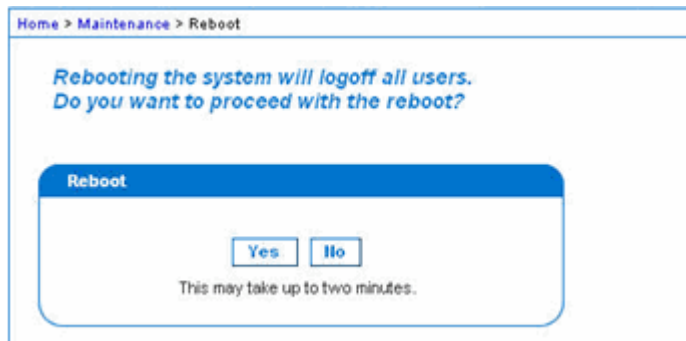 Home > Maintenance > Reboot
Rebooting the system will logoff all users.
Do you want to proceed with the reboot?
Reboot
Yes No
This may take up to two minutes.